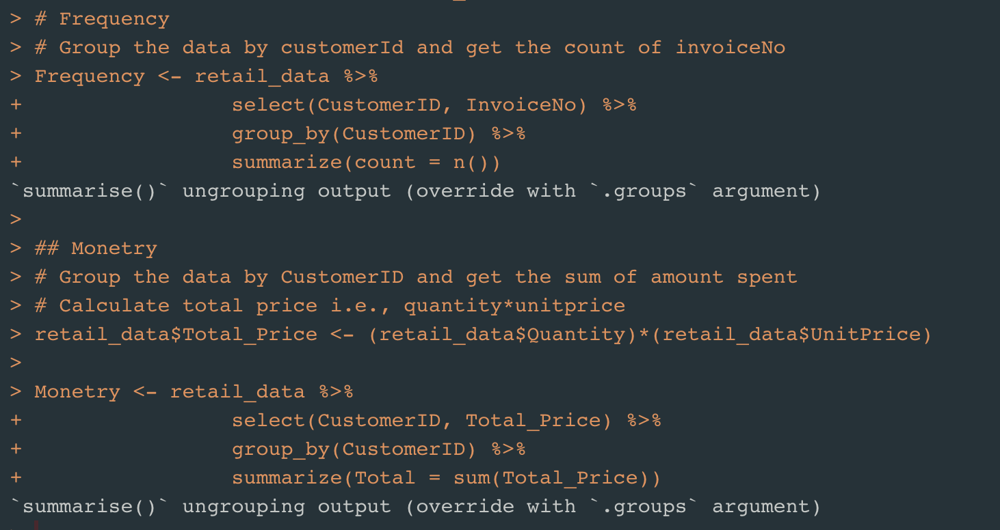 > # Frequency
> # Group the data by customerId and get the count of invoiceNo
> Frequency <- retail_data %>%
+                 select(CustomerID, InvoiceNo) %>%
+                 group_by(CustomerID) %>%
+                 summarize(count = n())
`summarise()` ungrouping output (override with `.groups` argument)
>
> ## Monetry
> # Group the data by CustomerID and get the sum of amount spent
> # Calculate total price i.e., quantity*unitprice
> retail_data$Total_Price <- (retail_data$Quantity)*(retail_data$UnitPrice)
>
> Monetry <- retail_data %>%
+                 select(CustomerID, Total_Price) %>%
+                 group_by(CustomerID) %>%
+                 summarize(Total = sum(Total_Price))
`summarise()` ungrouping output (override with `.groups` argument)